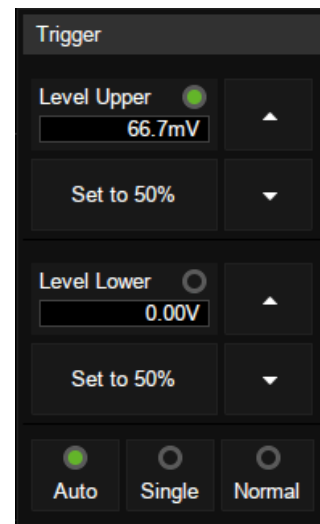 Trigger
Level Upper
66.7mV
Set to 50%
Level Lower
0.00V
Set to 50%
Auto Single Normal